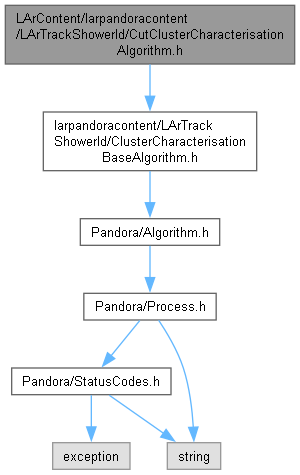 LArContent/larpandoracontent
/LArTrackShowerId/CutClusterCharacterisation
Algorithm.h
larpandoracontent/LArTrack
ShowerId/ClusterCharacterisation
BaseAlgorithm.h
Pandora/Algorithm.h
Pandora/Process.h
Pandora/StatusCodes.h
exception
string